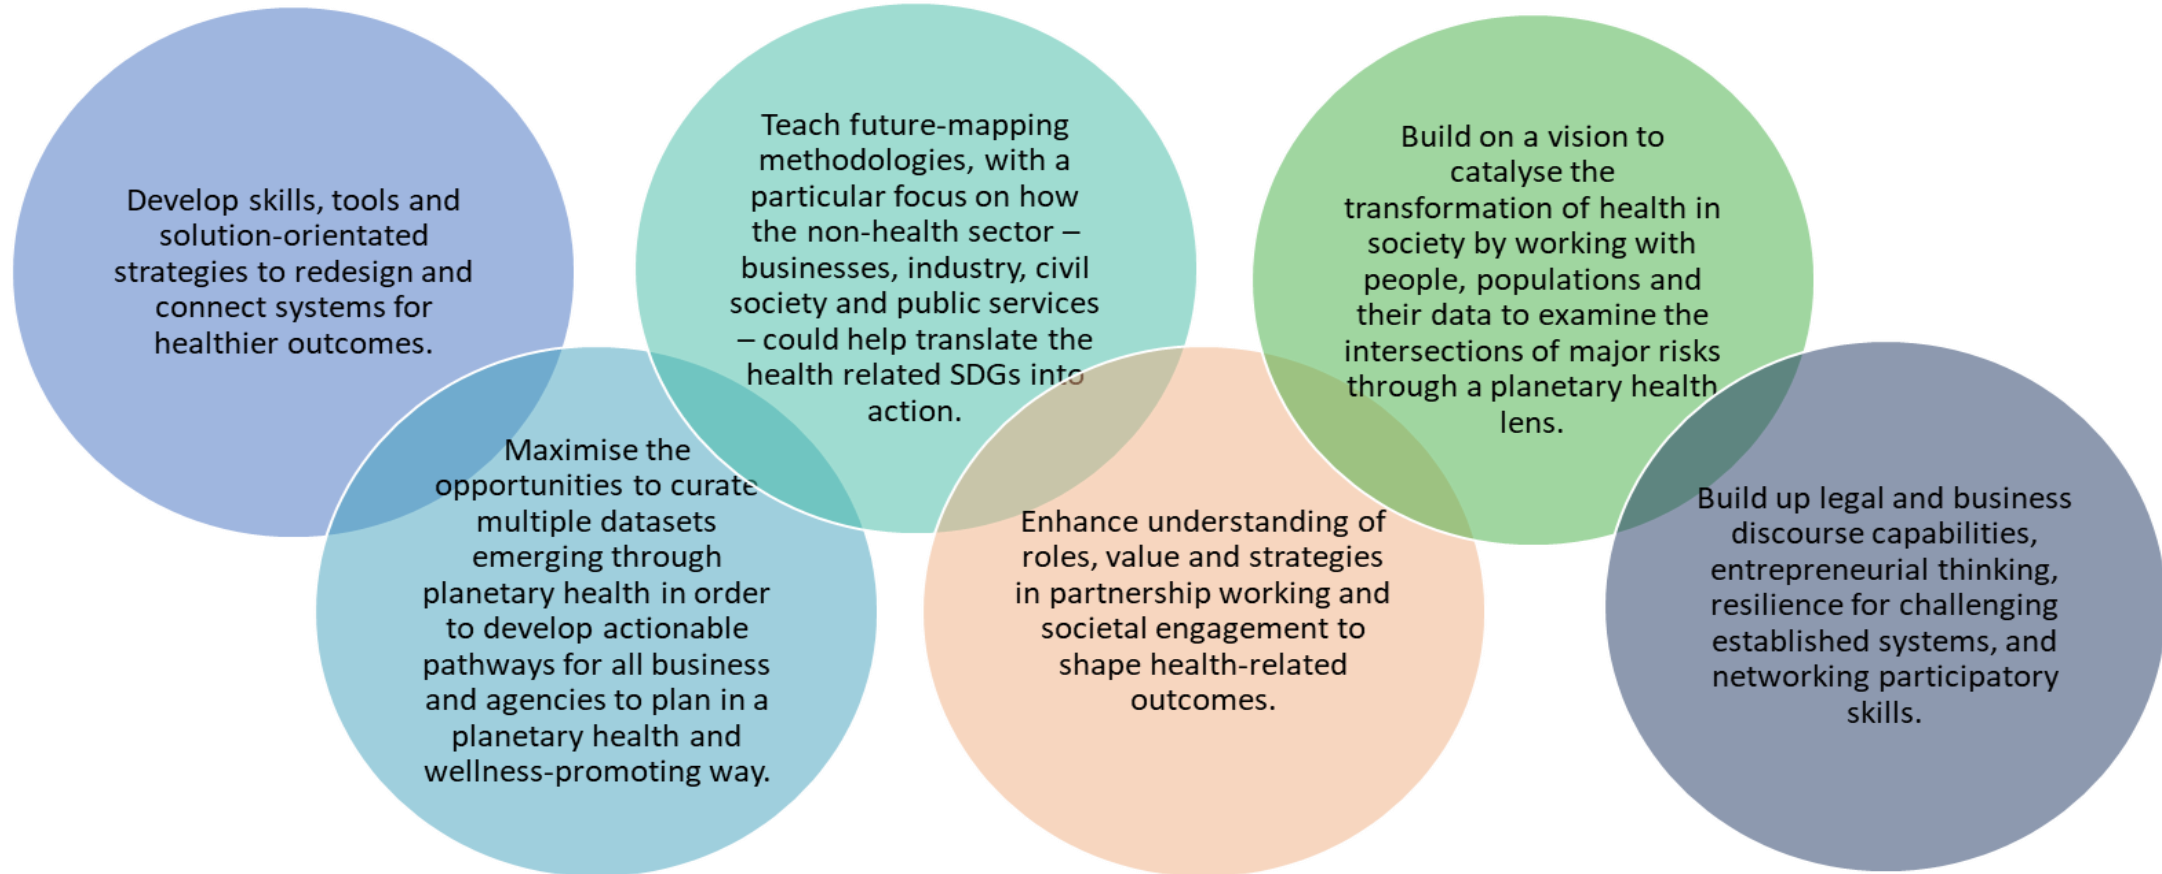 Develop skills, tools and
solution-orientated
strategies to redesign and
connect systems for
healthier outcomes.
Maximise the
opportunities to curate
multiple datasets
emerging through
planetary health in order
to develop actionable
pathways for all business
and agencies to plan in a
planetary health and
wellness-promoting way.
Teach future-mapping
methodologies, with a
particular focus on how
the non-health sector –
businesses, industry, civil
society and public services
– could help translate the
health related SDGs into
action.
Enhance understanding of
roles, value and strategies
in partnership working and
societal engagement to
shape health-related
outcomes.
Build on a vision to
catalyse the
transformation of health in
society by working with
people, populations and
their data to examine the
intersections of major risks
through a planetary health
lens.
Build up legal and business
discourse capabilities,
entrepreneurial thinking,
resilience for challenging
established systems, and
networking participatory
skills.